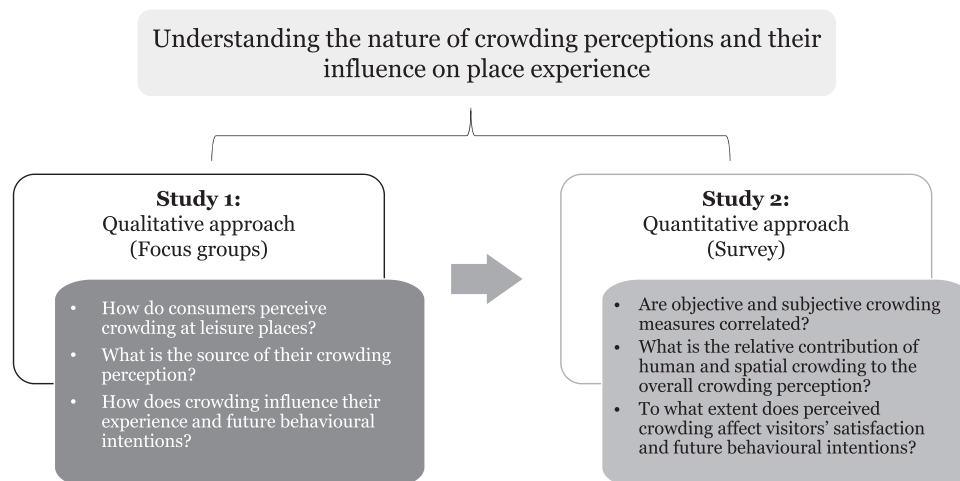 Understanding the nature of crowding perceptions and their
influence on place experience
Study 1:
Qualitative approach
(Focus groups)
• How do consumers perceive
crowding at leisure places?
• What is the source of their crowding
perception?
• How does crowding influence their
experience and future behavioural
intentions?
Study 2:
Quantitative approach
(Survey)
• Are objective and subjective crowding
measures correlated?
• What is the relative contribution of
human and spatial crowding to the
overall crowding perception?
• To what extent does perceived
crowding affect visitors’ satisfaction
and future behavioural intentions?